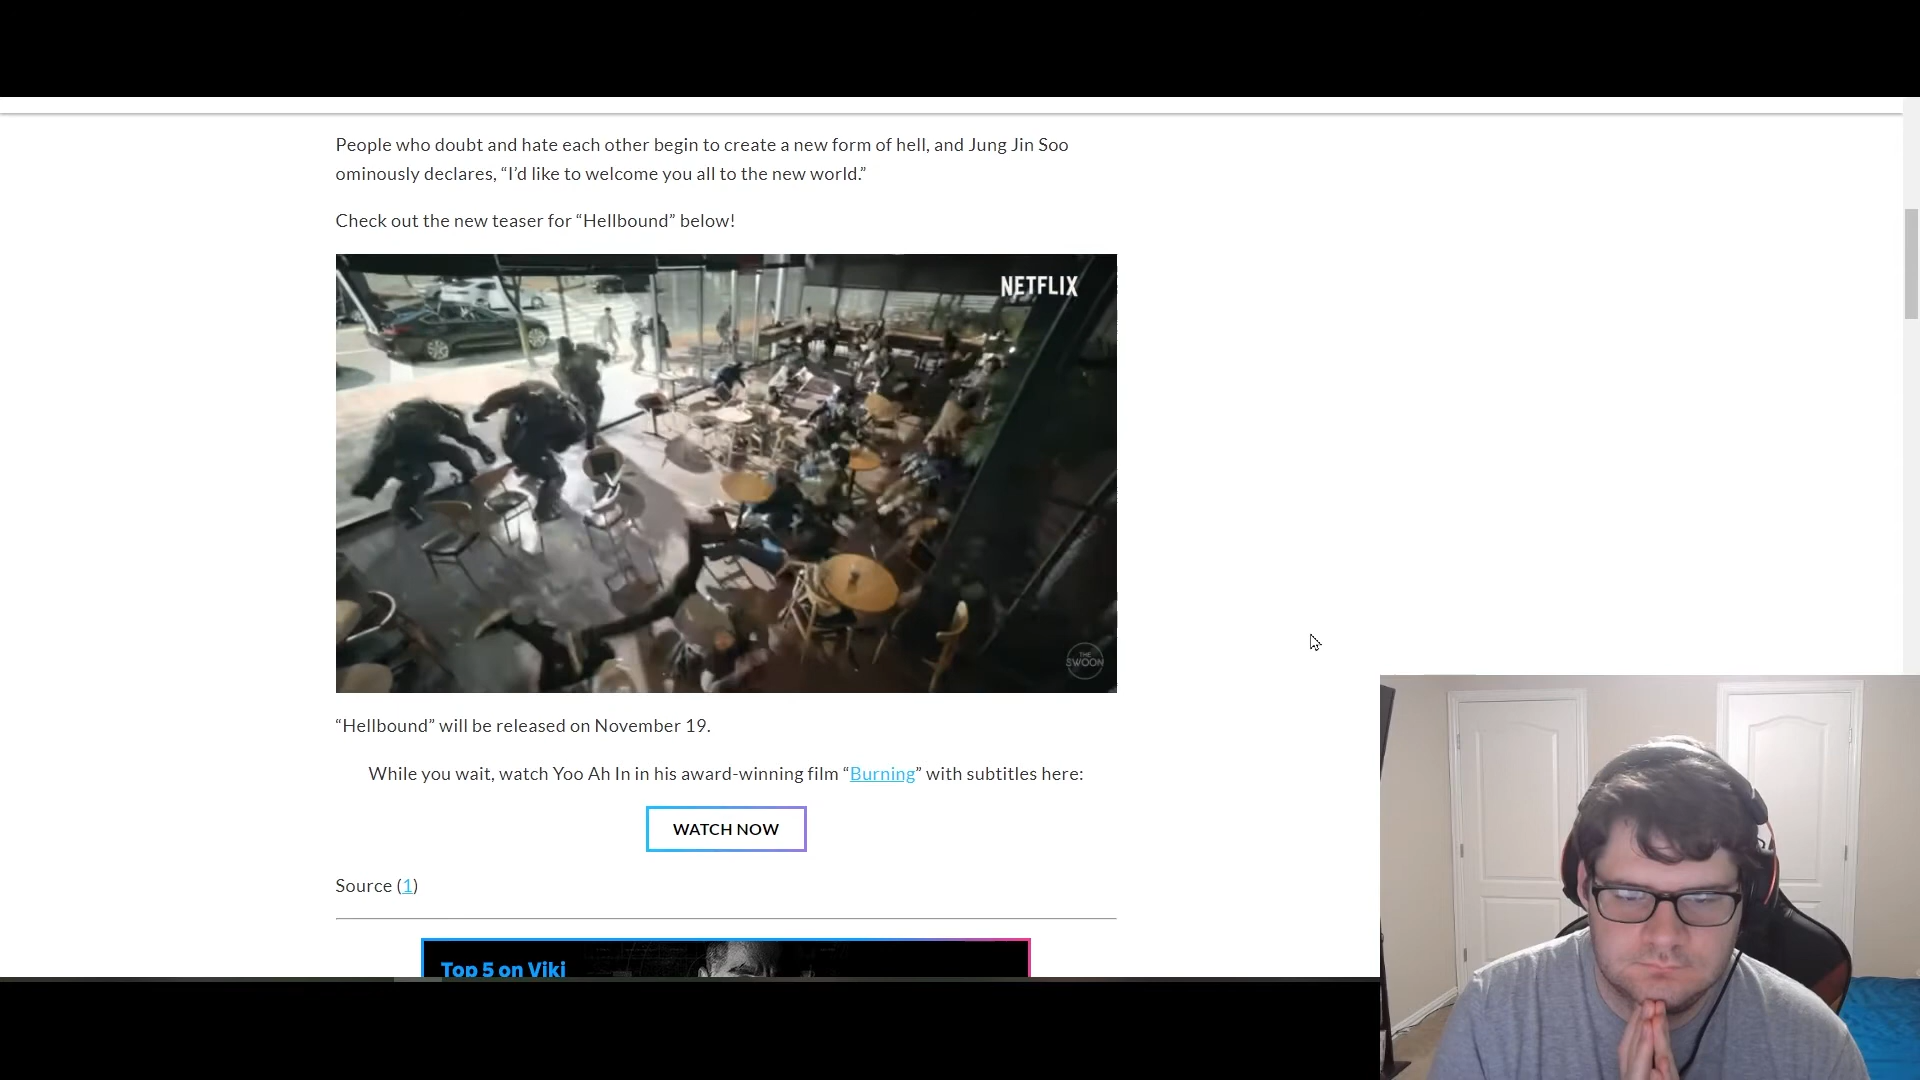 People who doubt and hate each other begin to create a new form of hell, and Jung Jin Soo
ominously declares, “I’d like to welcome you all to the new world.”
Check out the new teaser for “Hellbound” below!
NETFLIX
THE
SWOON
“Hellbound” will be released on November 19.
While you wait, watch Yoo Ah In in his award-winning film “Burning” with subtitles here:
WATCH NOW
Source (1)
Top 5 on Viki